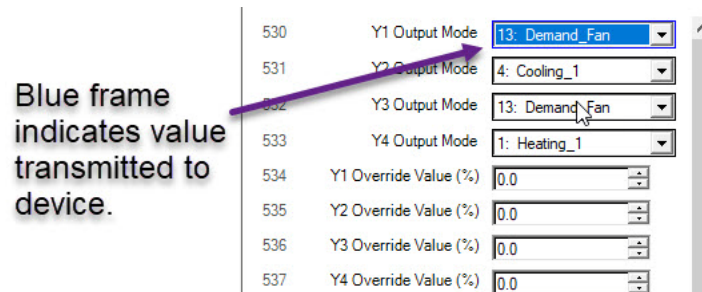 Blue frame
indicates value
transmitted to
device.
530 Y1 Output Mode 13: Demand_Fan
531 Y2 Output Mode 4: Cooling_1
532 Y3 Output Mode 13: Demand_Fan
533 Y4 Output Mode 1: Heating_1
534 Y1 Override Value (%) 0.0
535 Y2 Override Value (%) 0.0
536 Y3 Override Value (%) 0.0
537 Y4 Override Value (%) 0.0